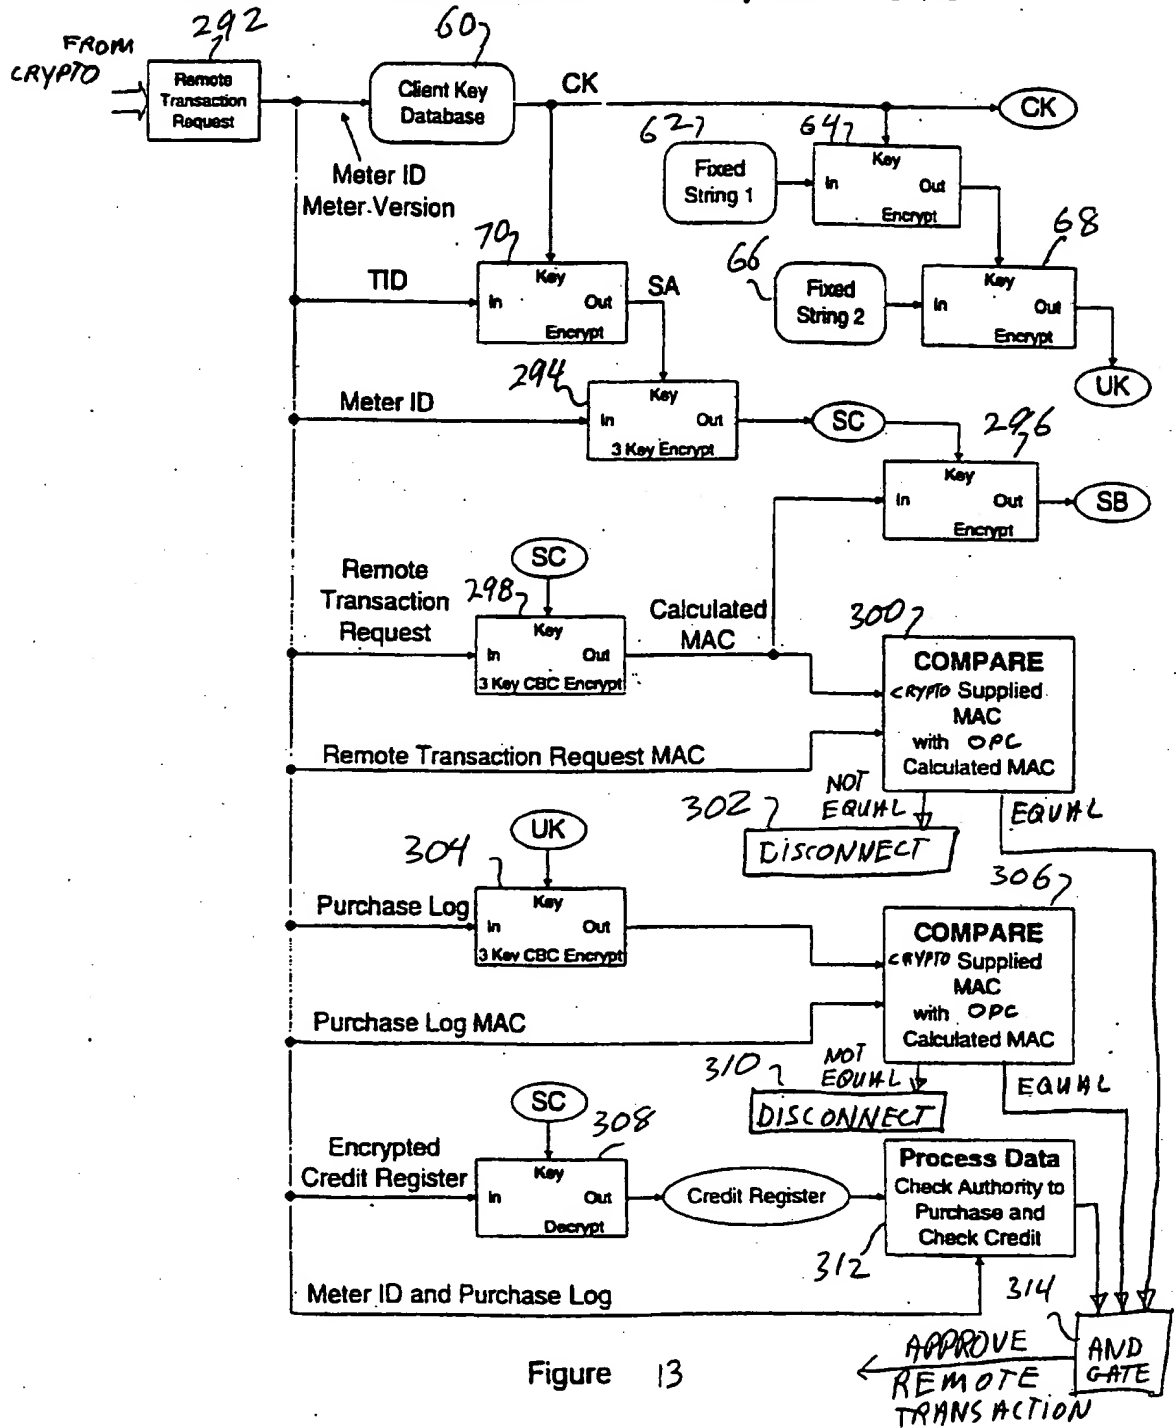 292
60
FROM
CRYPTO
Remote
Transaction
Request
Client Key
Database
CK
CK
Meter ID
Meter Version
62
Fixed
String 1
64
Key
In
Out
Encrypt
70
TID
Key
In
Out
Encrypt
SA
66
Fixed
String 2
68
Key
In
Out
Encrypt
UK
294
Meter ID
Key
In
Out
3 Key Encrypt
SC
296
Key
In
Out
Encrypt
SB
SC
Remote
Transaction
Request
298
Key
In
Out
3 Key CBC Encrypt
Calculated
MAC
300
COMPARE
CRYPTO Supplied
MAC
with OPC
Calculated MAC
Remote Transaction Request MAC
NOT
EQUAL
EQUAL
302
DISCONNECT
UK
304
Purchase Log
Key
In
Out
3 Key CBC Encrypt
306
COMPARE
CRYPTO Supplied
MAC
with OPC
Calculated MAC
Purchase Log MAC
NOT
EQUAL
EQUAL
310
DISCONNECT
SC
308
Encrypted
Credit Register
Key
In
Out
Decrypt
Credit Register
Process Data
Check Authority to
Purchase and
Check Credit
312
Meter ID and Purchase Log
314
AND
GATE
APPROVE
REMOTE
TRANSACTION
Figure 13